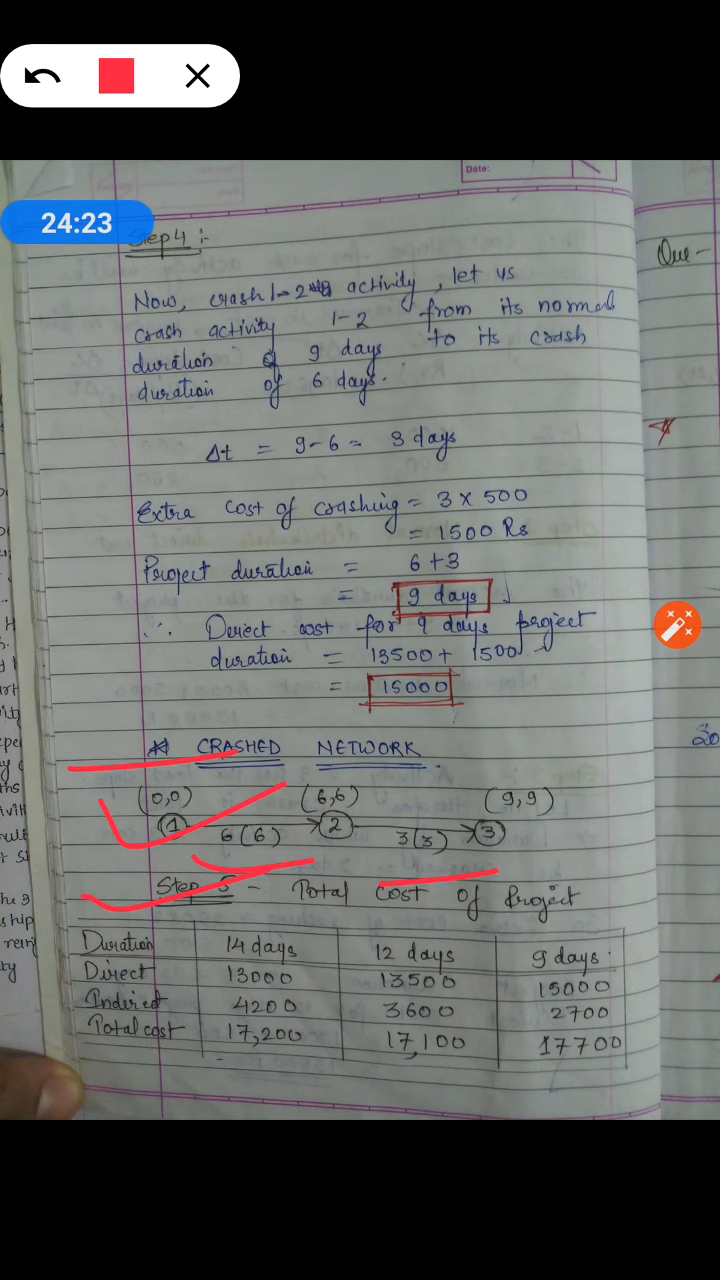 Date:
24:23
Step 4 :-
Que -
Now, crash 1-2 activity, let us
crash activity 1-2 from its normal
duration of 9 days to its crash
duration of 6 days.
Δt = 9-6 = 3 days
Extra cost of crashing = 3 x 500
= 1500 Rs
Project duration = 6+3
= 9 days
∴ Derect cost for 9 days project
duration = 13500 + 1500
= 15000
CRASHED NETWORK.
(0,0) (6,6) (9,9)
1 6(6) 2 3(3) 3
Step 5 - Total Cost of Project
Duration 14 days 12 days 9 days.
Direct 13000 13500 15000
Indirect 4200 3600 2700
Total cost 17,200 17,100 17700